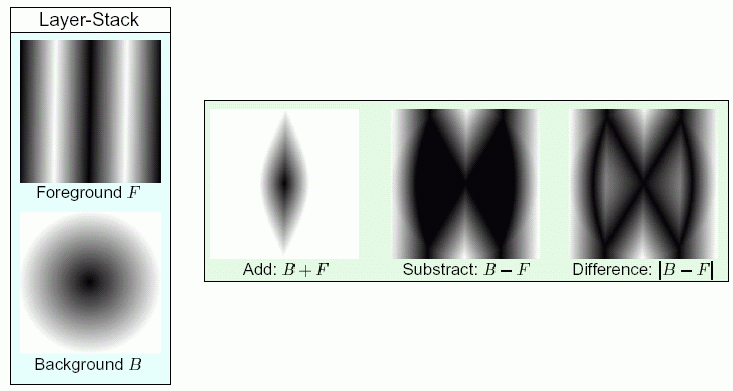 Layer-Stack
Foreground F
Background B
Add: B + F
Substract: B − F
Difference: |B − F|